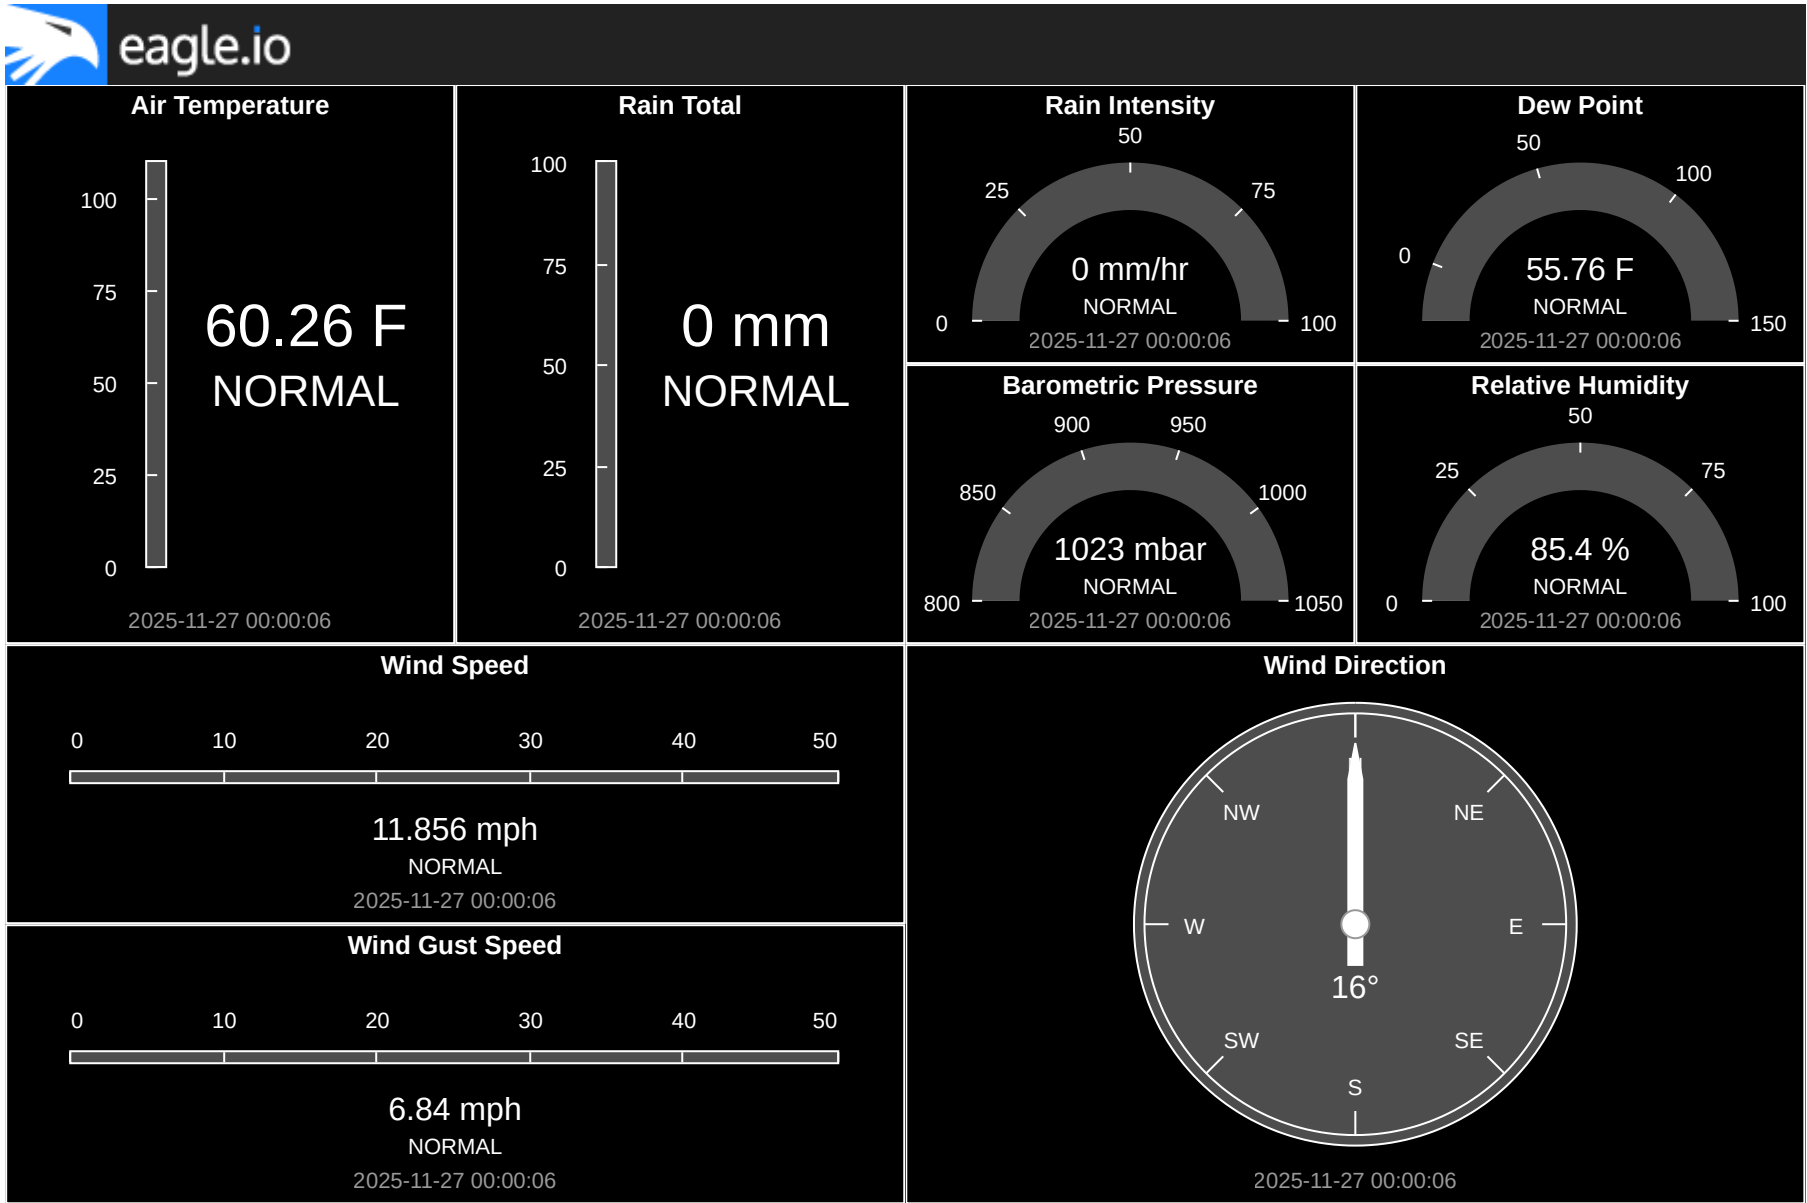 eagle.io
Air Temperature
100
75
50
25
0
60.26 F
NORMAL
2025-11-27 00:00:06
Rain Total
100
75
50
25
0
0 mm
NORMAL
2025-11-27 00:00:06
Rain Intensity
50
25
75
0
100
0 mm/hr
NORMAL
2025-11-27 00:00:06
Dew Point
50
100
0
150
55.76 F
NORMAL
2025-11-27 00:00:06
Barometric Pressure
900
950
850
1000
800
1050
1023 mbar
NORMAL
2025-11-27 00:00:06
Relative Humidity
50
25
75
0
100
85.4 %
NORMAL
2025-11-27 00:00:06
Wind Speed
0 10 20 30 40 50
11.856 mph
NORMAL
2025-11-27 00:00:06
Wind Gust Speed
0 10 20 30 40 50
6.84 mph
NORMAL
2025-11-27 00:00:06
Wind Direction
NW NE
W E
16°
SW SE
S
2025-11-27 00:00:06